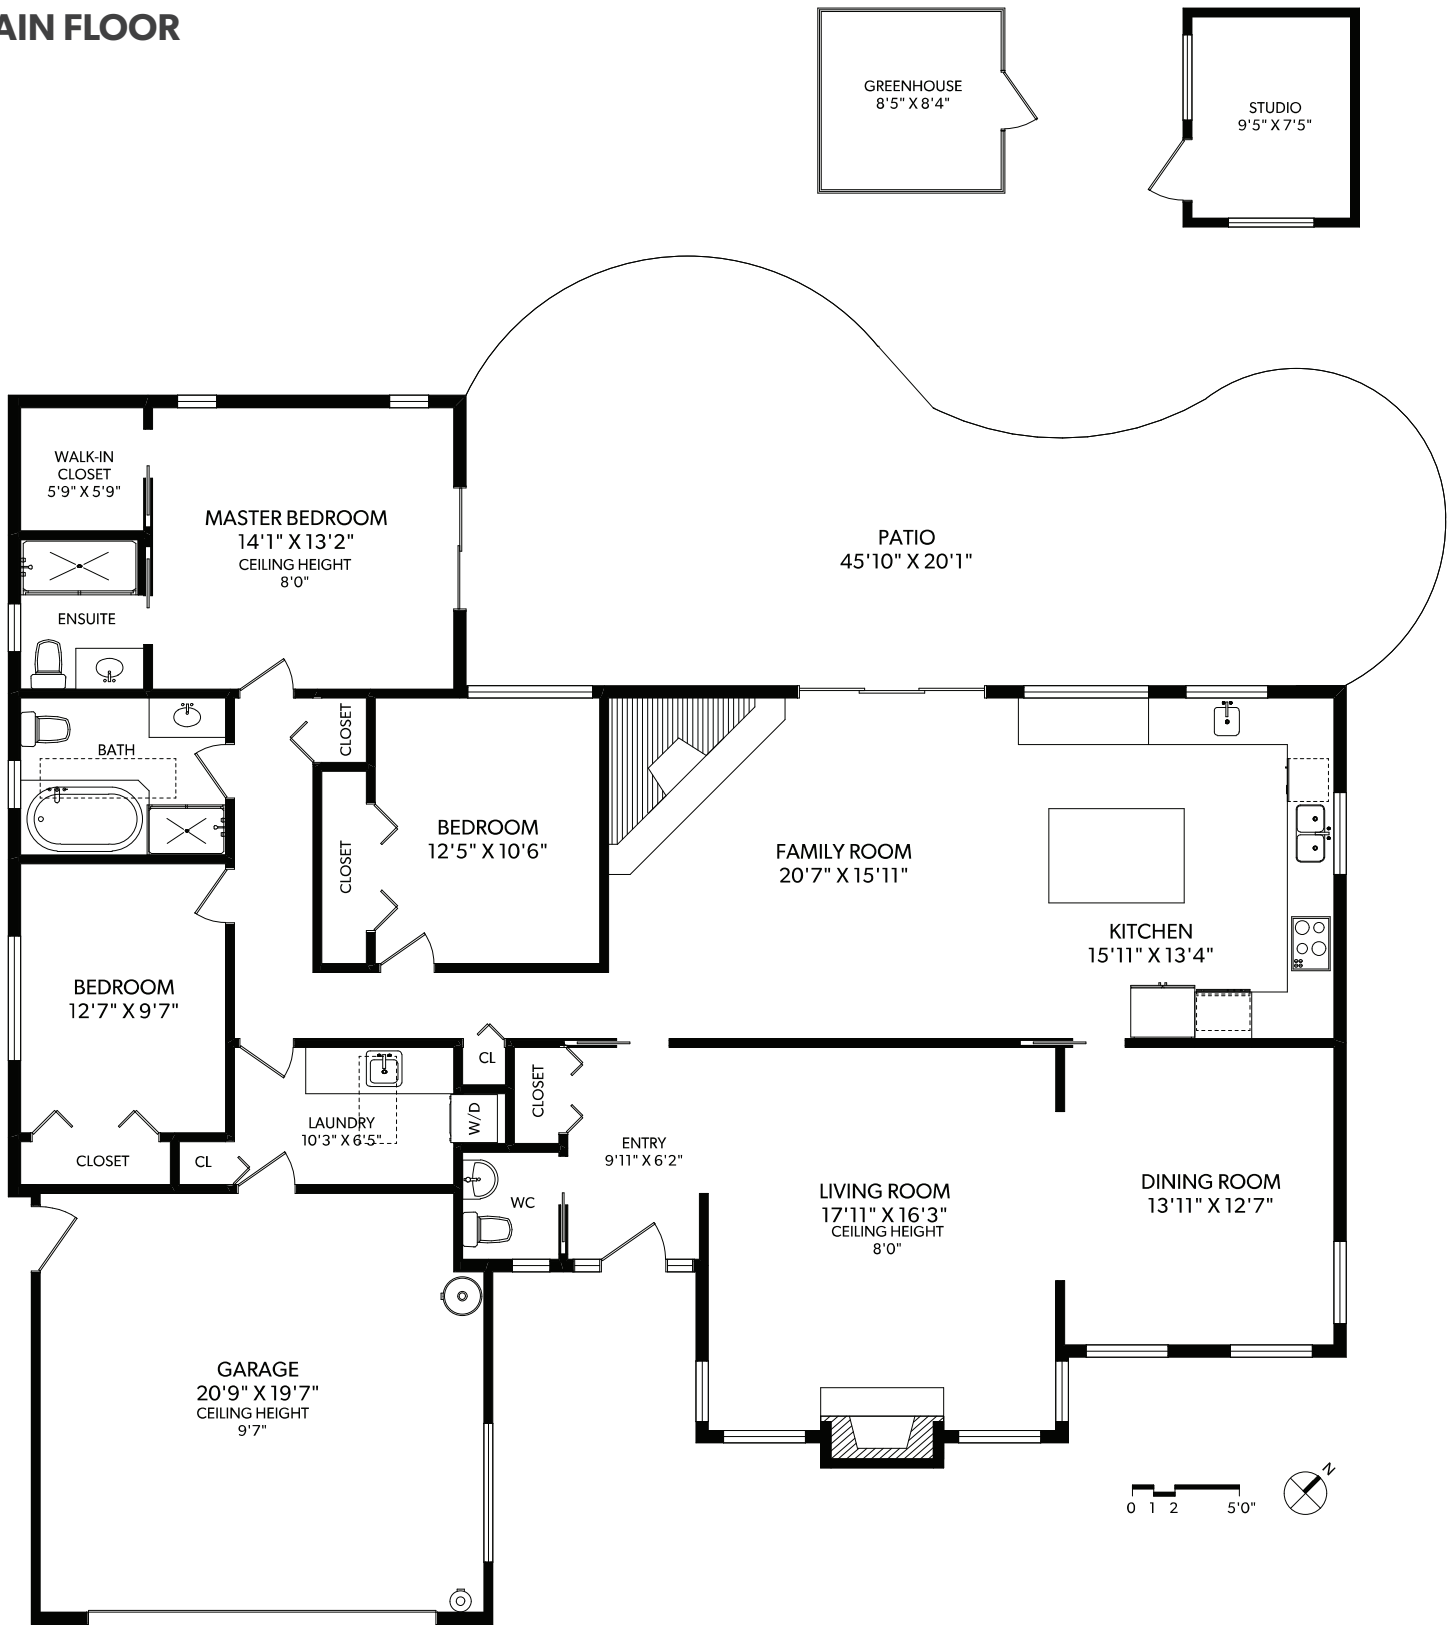 AIN FLOOR
GREENHOUSE
8'5" X 8'4"
STUDIO
9'5" X 7'5"
WALK-IN
CLOSET
5'9" X 5'9"
MASTER BEDROOM
14'1" X 13'2"
CEILING HEIGHT
8'0"
PATIO
45'10" X 20'1"
ENSUITE
BATH
CLOSET
CLOSET
BEDROOM
12'5" X 10'6"
FAMILY ROOM
20'7" X 15'11"
KITCHEN
15'11" X 13'4"
BEDROOM
12'7" X 9'7"
CL
CLOSET
LAUNDRY
10'3" X 6'5"
W/D
ENTRY
9'11" X 6'2"
CLOSET
CL
WC
LIVING ROOM
17'11" X 16'3"
CEILING HEIGHT
8'0"
DINING ROOM
13'11" X 12'7"
GARAGE
20'9" X 19'7"
CEILING HEIGHT
9'7"
N
0 1 2 5'0"